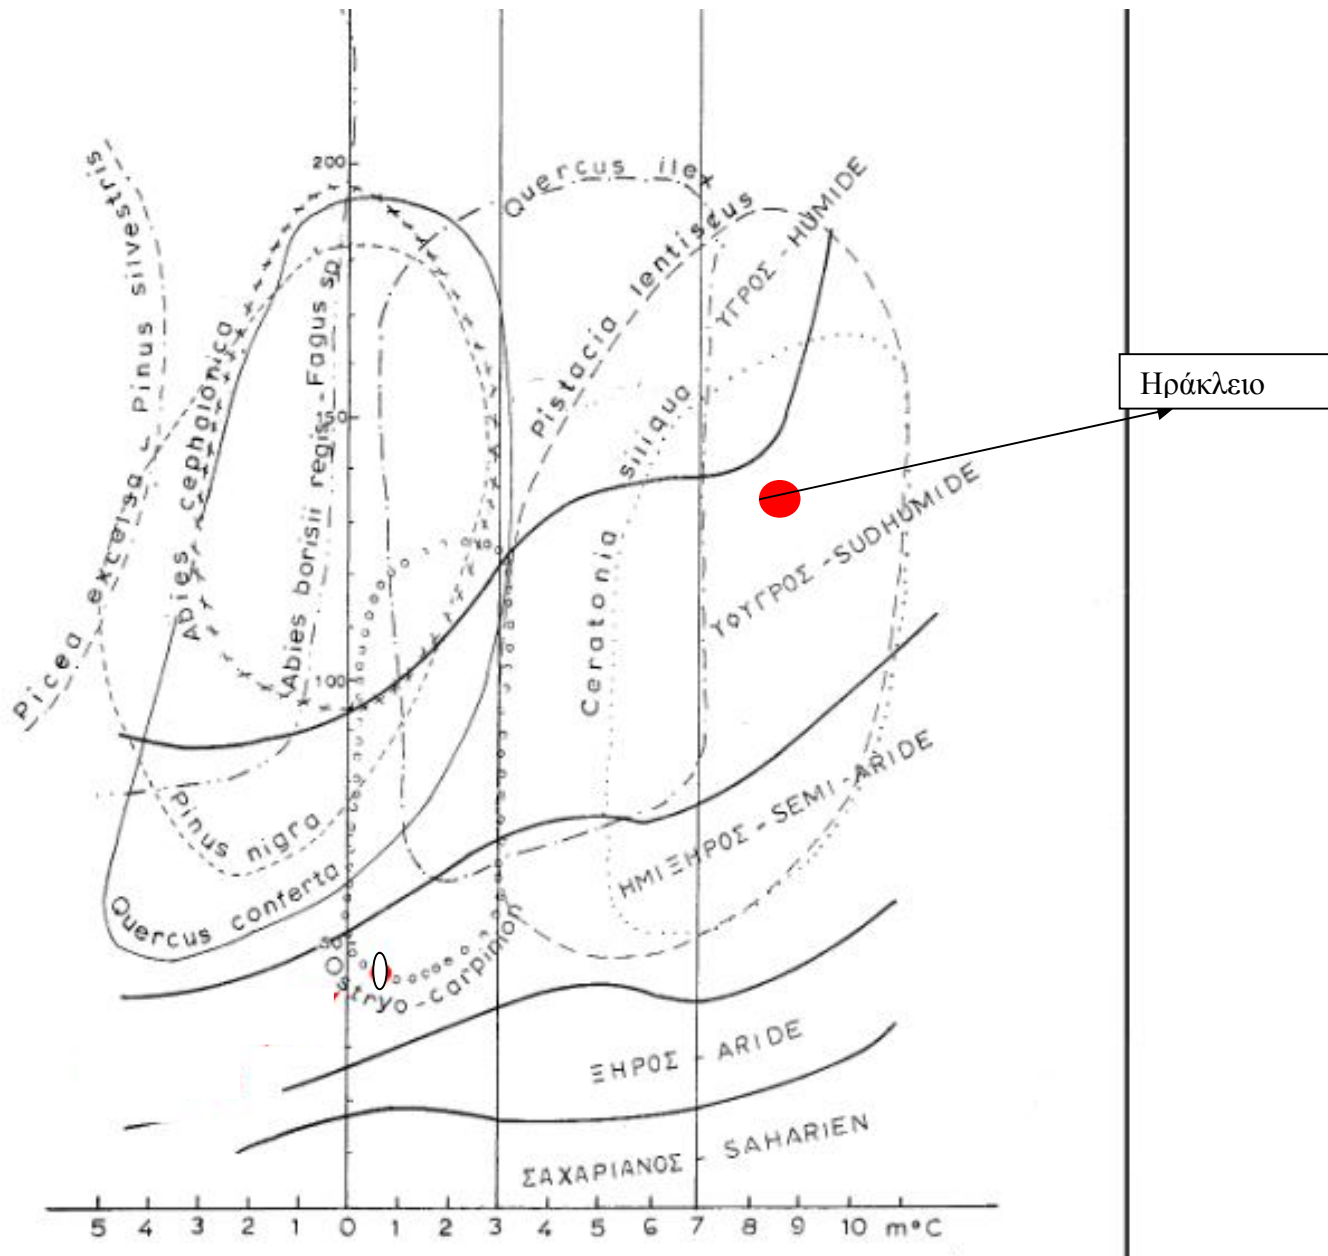 200
150
100
50
Picea excelsa - Pinus silvestris
Abies cephalonica
Abies borisii regis-Fagus sp
Quercus ilex
Pistacia lentiscus
Ceratonia siliqua
Pinus nigra
Quercus conferta
Ostryo-carpinion
ΥΓΡΟΣ - HUMIDE
Ηράκλειο
ΥΦΥΓΡΟΣ - SUDHUMIDE
ΗΜΙΞΗΡΟΣ - SEMI-ARIDE
ΞΗΡΟΣ - ARIDE
ΣΑΧΑΡΙΑΝΟΣ - SAHARIEN
5 4 3 2 1 0 1 2 3 4 5 6 7 8 9 10 m°C